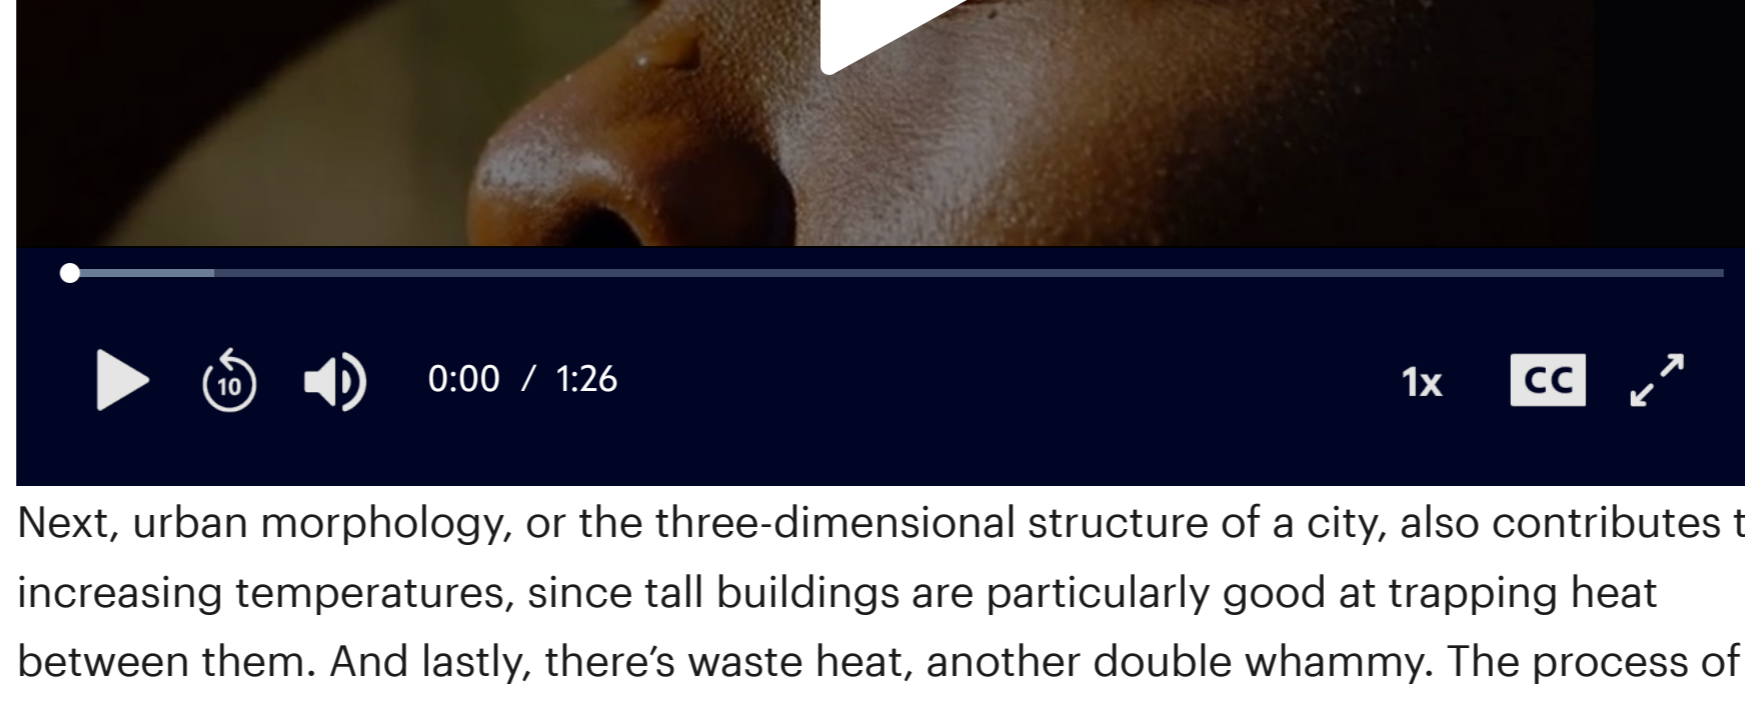 10
0:00 / 1:26
1x
CC
Next, urban morphology, or the three-dimensional structure of a city, also contributes
increasing temperatures, since tall buildings are particularly good at trapping heat
between them. And lastly, there’s waste heat, another double whammy. The process of